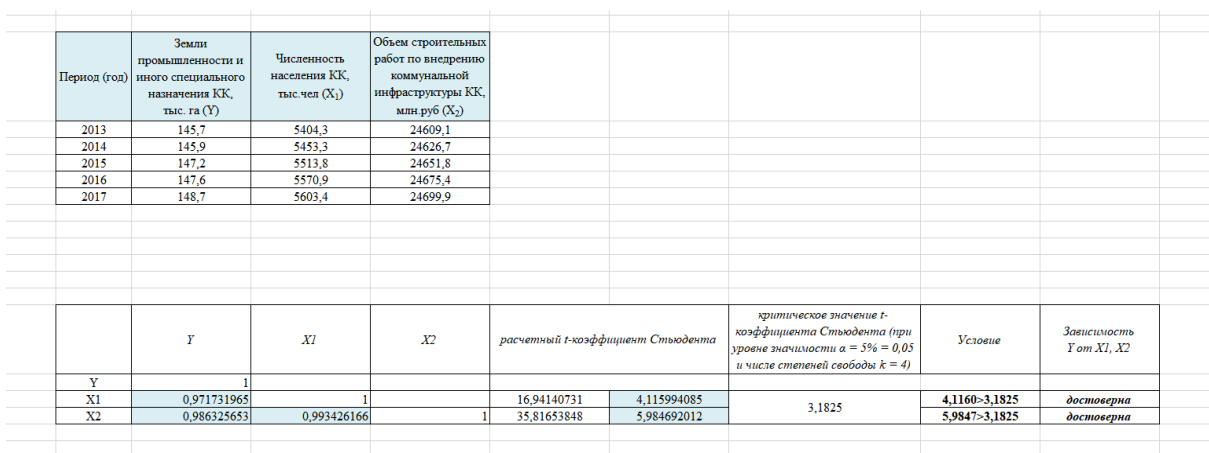 Период (год)
Земли
промышленности и
иного специального
назначения КК,
тыс. га (Y)
Численность
населения КК,
тыс.чел (X1)
Объем строительных
работ по внедрению
коммунальной
инфраструктуры КК,
млн.руб (X2)
2013 145,7 5404,3 24609,1
2014 145,9 5453,3 24626,7
2015 147,2 5513,8 24651,8
2016 147,6 5570,9 24675,4
2017 148,7 5603,4 24699,9
Y
X1
X2
расчетный t-коэффициент Стьюдента
критическое значение t-
коэффициента Стьюдента (при
уровне значимости α = 5% = 0,05
и числе степеней свободы k = 4)
Условие
Зависимость
Y от X1, X2
Y 1
X1 0,971731965 1 16,94140731 4,115994085 3,1825 4,1160>3,1825 достоверна
X2 0,986325653 0,993426166 1 35,81653848 5,984692012 5,9847>3,1825 достоверна